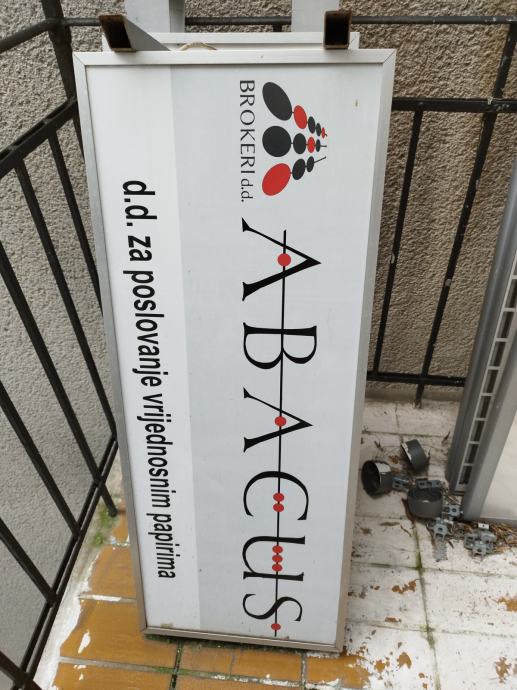 BROKERI d.d.
ABACUS
d.d. za poslovanje vrijednosnim papirima